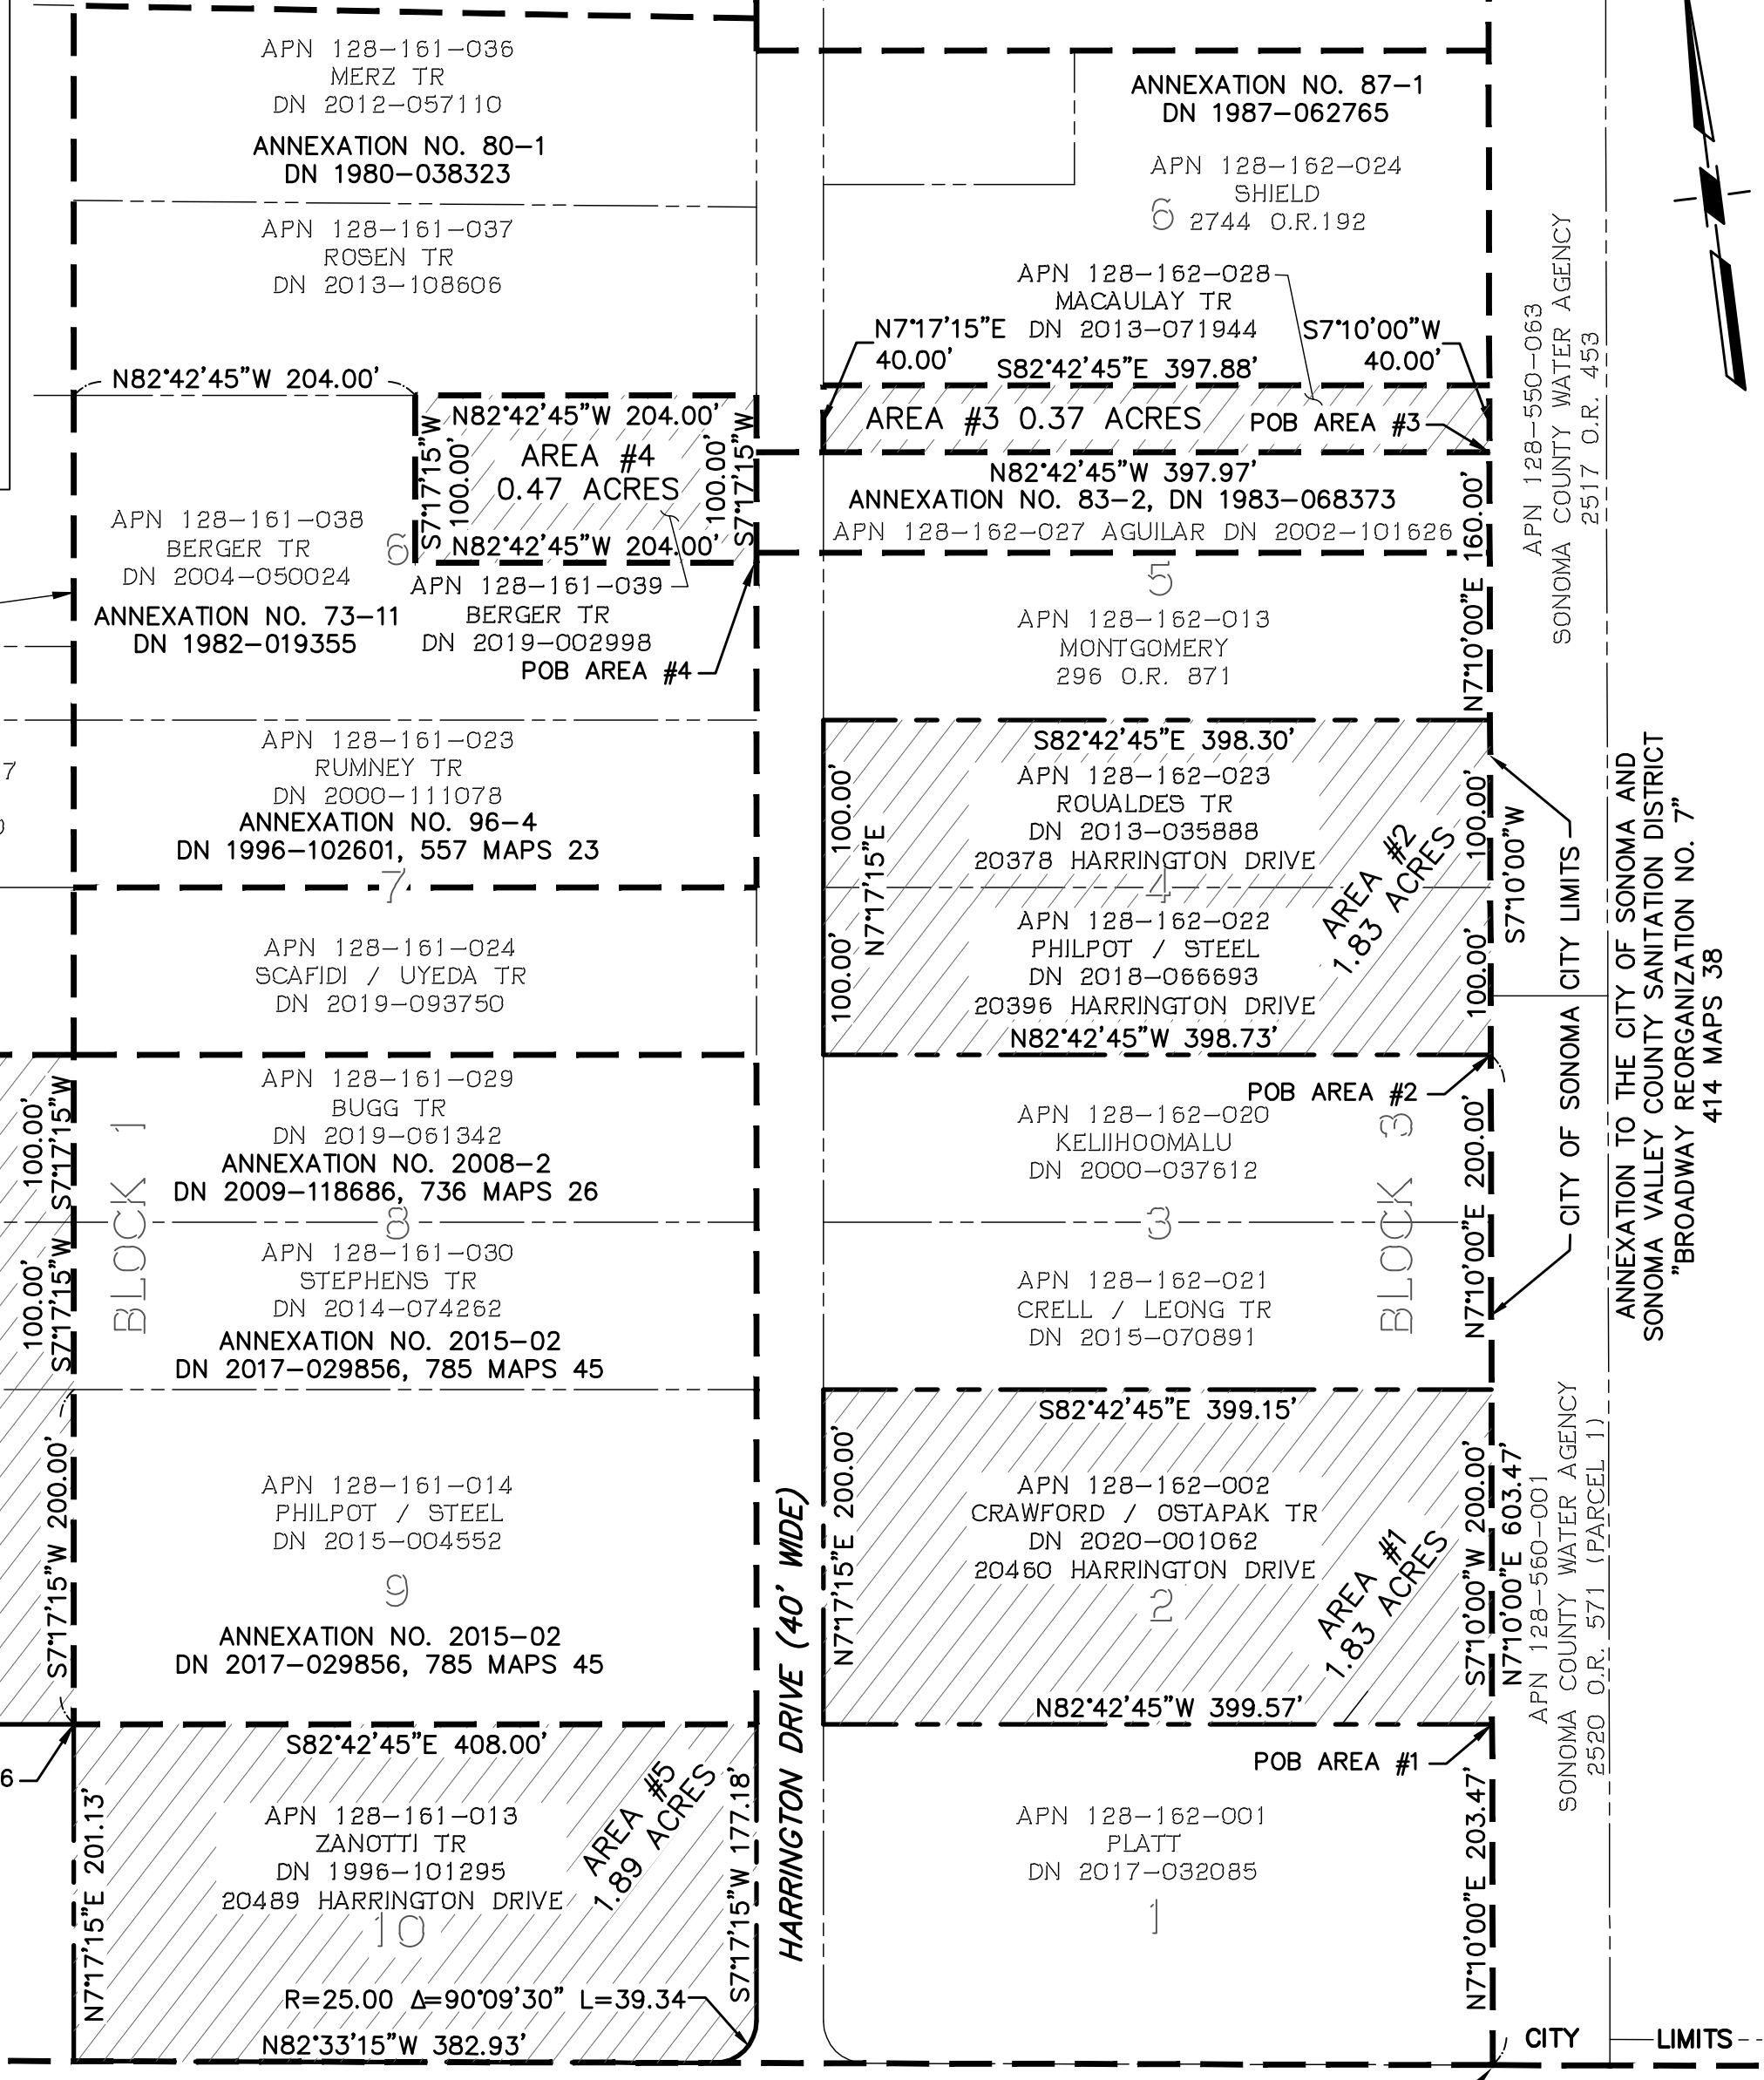 APN 128-161-036
MERZ TR
DN 2012-057110
ANNEXATION NO. 80-1
DN 1980-038323
APN 128-161-037
ROSEN TR
DN 2013-108606
N82°42'45"W 204.00'
N82°42'45"W 204.00'
S7°17'15"W
100.00'
AREA #4
0.47 ACRES
100.00'
S7°17'15"W
N82°42'45"W 204.00'
APN 128-161-038
BERGER TR
DN 2004-050024
6
ANNEXATION NO. 73-11
DN 1982-019355
APN 128-161-039
BERGER TR
DN 2019-002998
POB AREA #4
APN 128-161-023
RUMNEY TR
DN 2000-111078
ANNEXATION NO. 96-4
DN 1996-102601, 557 MAPS 23
7
7
APN 128-161-024
SCAFIDI / UYEDA TR
DN 2019-093750
100.00'
S7°17'15"W
APN 128-161-029
BUGG TR
DN 2019-061342
ANNEXATION NO. 2008-2
DN 2009-118686, 736 MAPS 26
BLOCK 1
8
100.00'
S7°17'15"W
APN 128-161-030
STEPHENS TR
DN 2014-074262
ANNEXATION NO. 2015-02
DN 2017-029856, 785 MAPS 45
S7°17'15"W 200.00'
APN 128-161-014
PHILPOT / STEEL
DN 2015-004552
9
ANNEXATION NO. 2015-02
DN 2017-029856, 785 MAPS 45
6
S82°42'45"E 408.00'
N7°17'15"E 201.13'
APN 128-161-013
ZANOTTI TR
DN 1996-101295
20489 HARRINGTON DRIVE
10
AREA #5
1.89 ACRES
S7°17'15"W 177.18'
R=25.00 Δ=90°09'30" L=39.34
N82°33'15"W 382.93'
HARRINGTON DRIVE (40' WIDE)
ANNEXATION NO. 87-1
DN 1987-062765
APN 128-162-024
SHIELD
6 2744 O.R.192
APN 128-162-028
MACAULAY TR
DN 2013-071944
N7°17'15"E
40.00'
S7°10'00"W
40.00'
S82°42'45"E 397.88'
AREA #3 0.37 ACRES
POB AREA #3
N82°42'45"W 397.97'
ANNEXATION NO. 83-2, DN 1983-068373
APN 128-162-027 AGUILAR DN 2002-101626
5
APN 128-162-013
MONTGOMERY
296 O.R. 871
N7°10'00"E 160.00'
S82°42'45"E 398.30'
100.00'
N7°17'15"E
100.00'
APN 128-162-023
ROUALDES TR
DN 2013-035888
20378 HARRINGTON DRIVE
4
APN 128-162-022
PHILPOT / STEEL
DN 2018-066693
20396 HARRINGTON DRIVE
AREA #2
1.83 ACRES
100.00'
S7°10'00"W
100.00'
N82°42'45"W 398.73'
POB AREA #2
APN 128-162-020
KELIIHOOMALU
DN 2000-037612
3
BLOCK 3
N7°10'00"E 200.00'
APN 128-162-021
CRELL / LEONG TR
DN 2015-070891
S82°42'45"E 399.15'
N7°17'15"E 200.00'
APN 128-162-002
CRAWFORD / OSTAPAK TR
DN 2020-001062
20460 HARRINGTON DRIVE
2
AREA #1
1.83 ACRES
S7°10'00"W 200.00'
N7°10'00"E 603.47'
N82°42'45"W 399.57'
POB AREA #1
APN 128-162-001
PLATT
DN 2017-032085
1
N7°10'00"E 203.47'
APN 128-550-063
SONOMA COUNTY WATER AGENCY
2517 O.R. 453
CITY OF SONOMA CITY LIMITS
ANNEXATION TO THE CITY OF SONOMA AND
SONOMA VALLEY COUNTY SANITATION DISTRICT
"BROADWAY REORGANIZATION NO. 7"
414 MAPS 38
APN 128-560-001
SONOMA COUNTY WATER AGENCY
2520 O.R. 571 (PARCEL 1)
CITY LIMITS